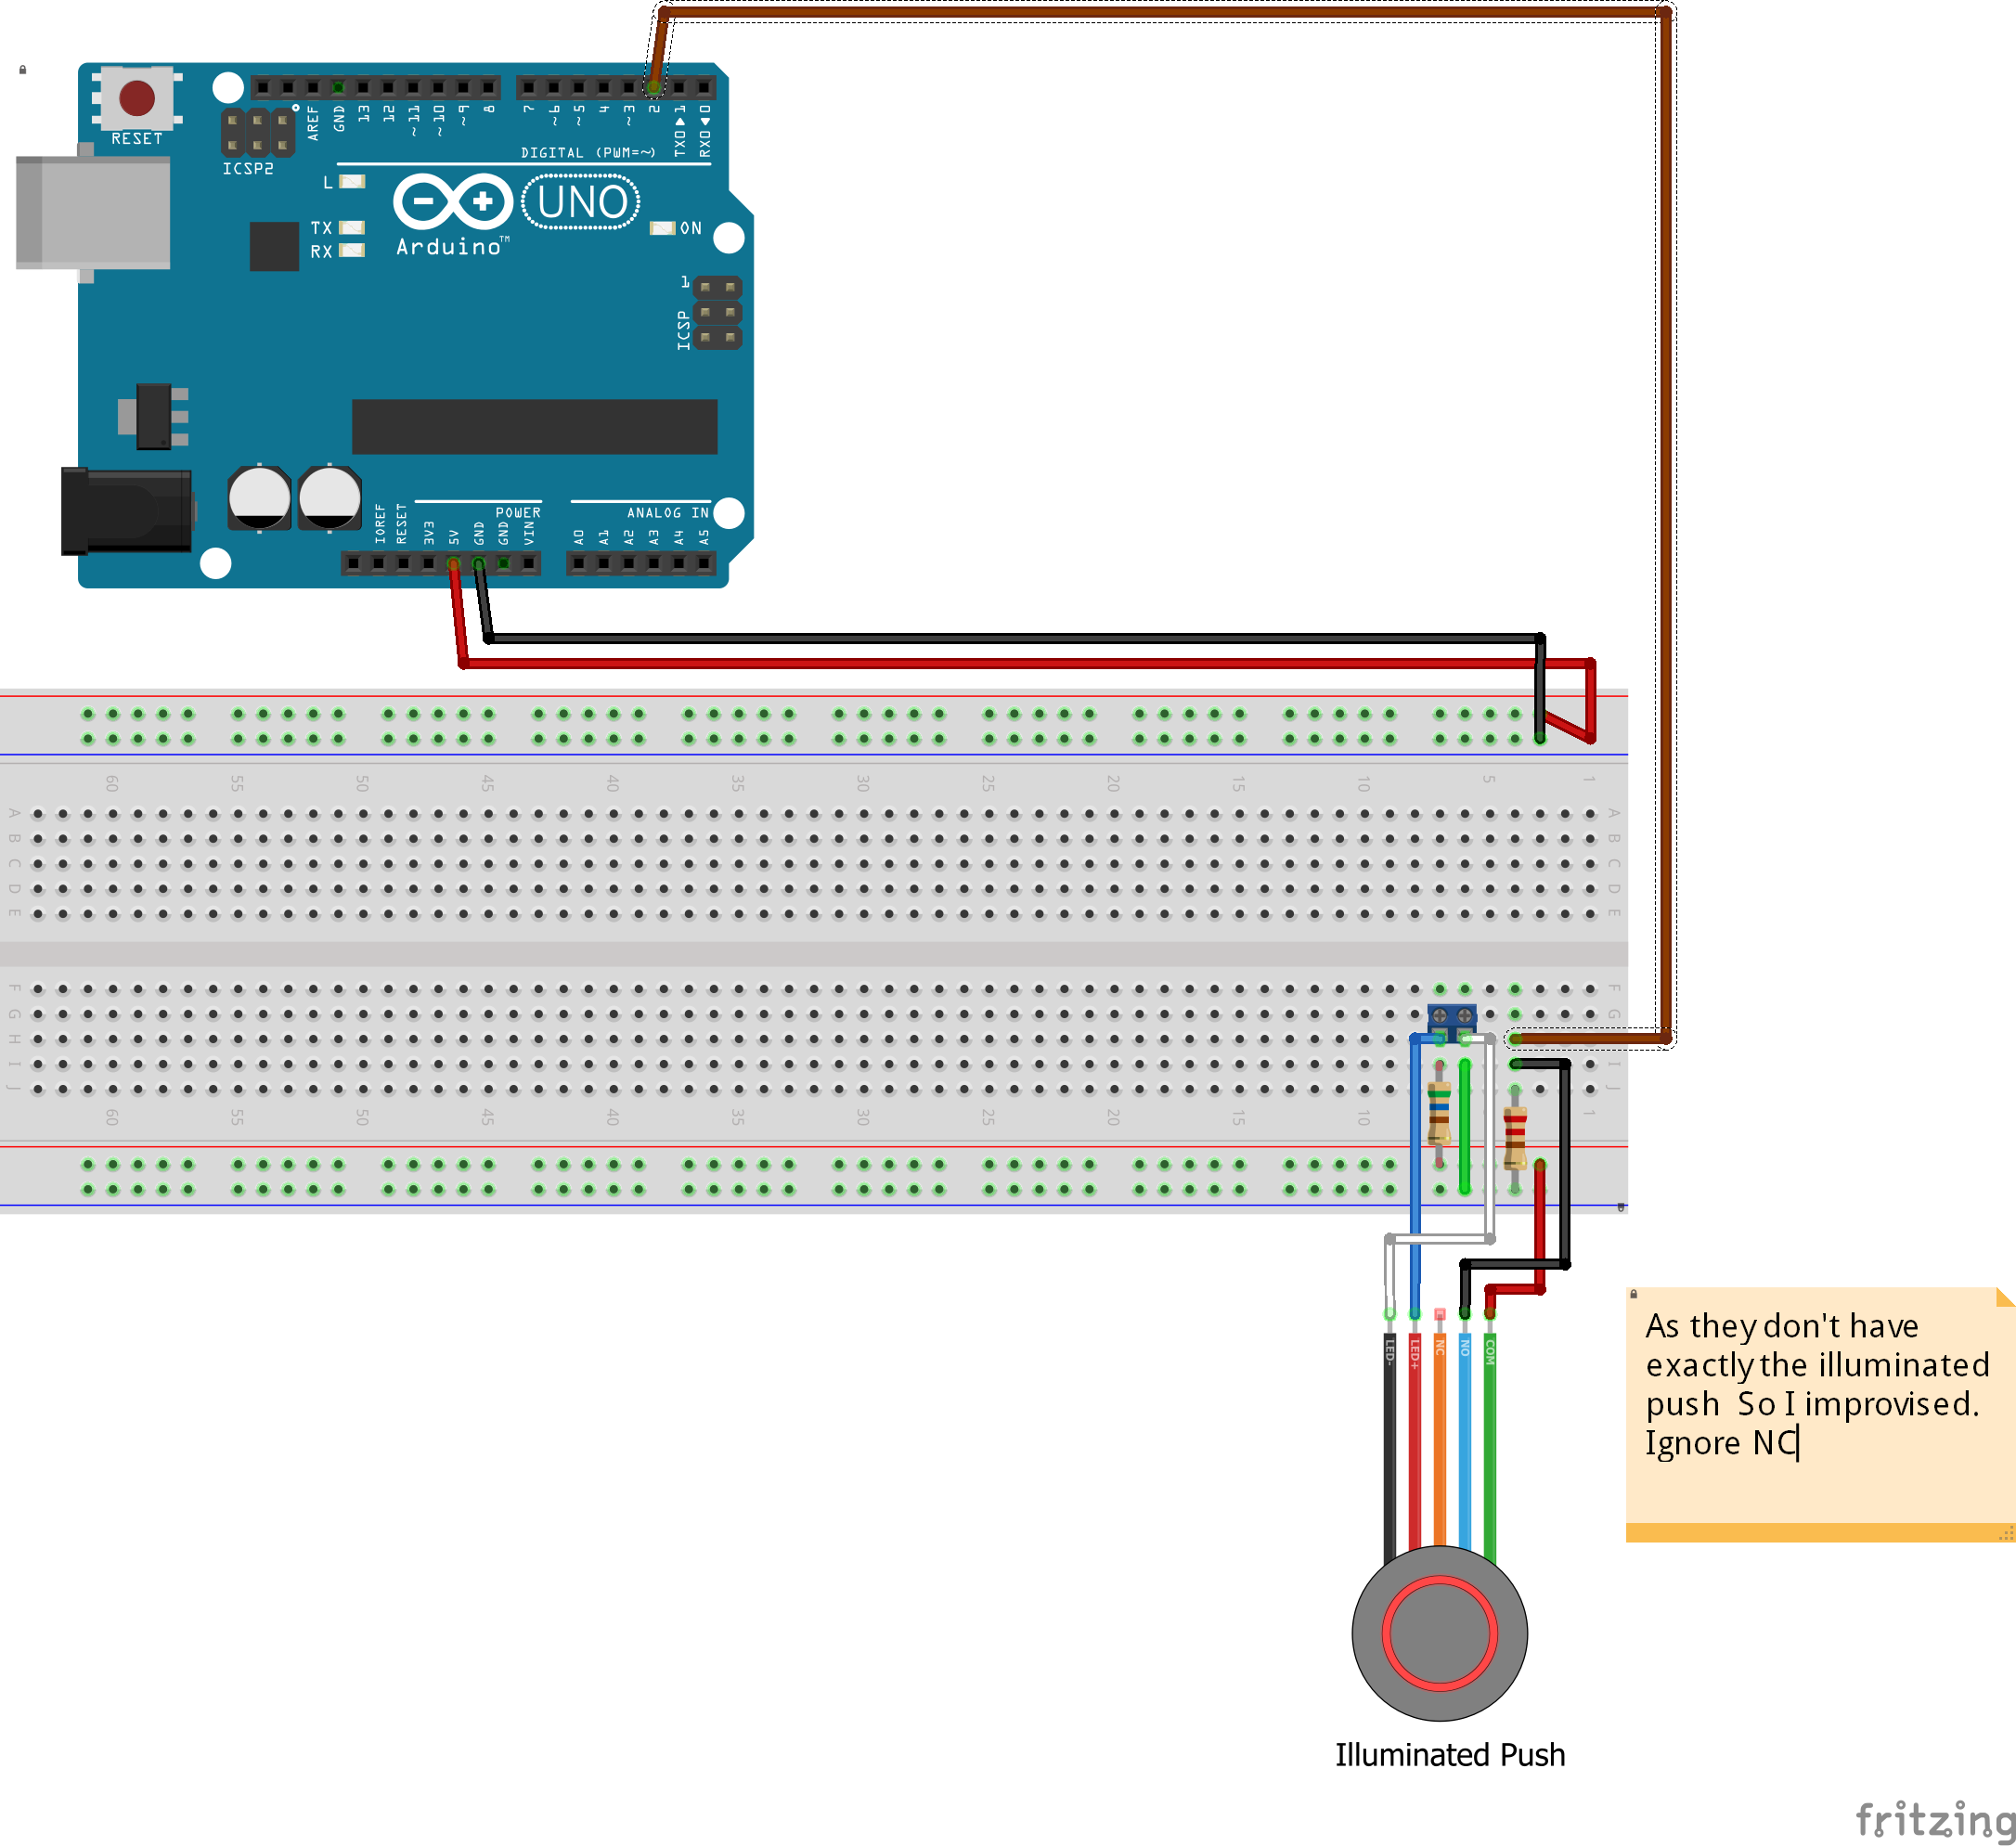 RESET
ICSP2
AREF
GND
13
12
~11
~10
~9
8
7
~6
~5
4
~3
2
TX0▶1
RX0◀0
DIGITAL (PWM=~)
L
TX
RX
Arduino™
UNO
ON
1
ICSP
IOREF
RESET
3V3
5V
GND
GND
VIN
POWER
ANALOG IN
A0
A1
A2
A3
A4
A5
60 55 50 45 40 35 30 25 20 15 10 5 1
A A
B B
C C
D D
E E
F F
G G
H H
I I
J J
60 55 50 45 40 35 30 25 20 15 10 1
LED-
LED+
NC
NO
COM
As they don't have
exactly the illuminated
push So I improvised.
Ignore NC
Illuminated Push
fritzing